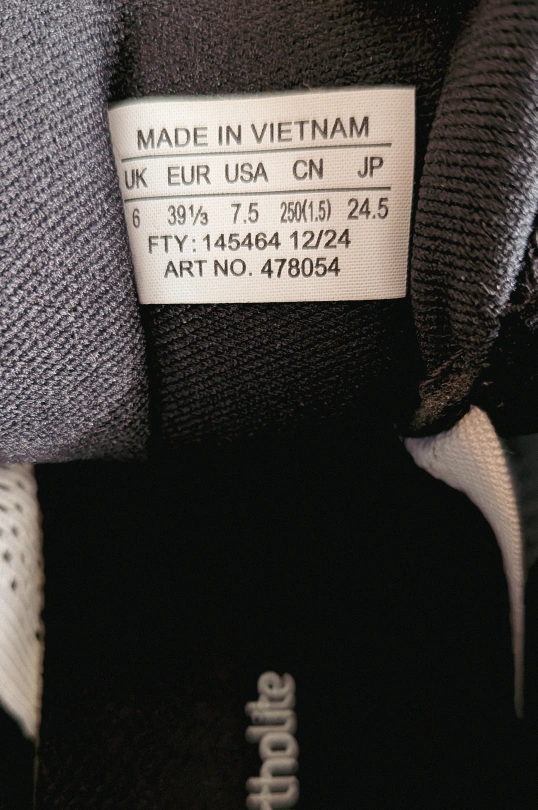 MADE IN VIETNAM
UK EUR USA CN JP
6 39⅓ 7.5 250(1.5) 24.5
FTY: 145464 12/24
ART NO. 478054
rtholite